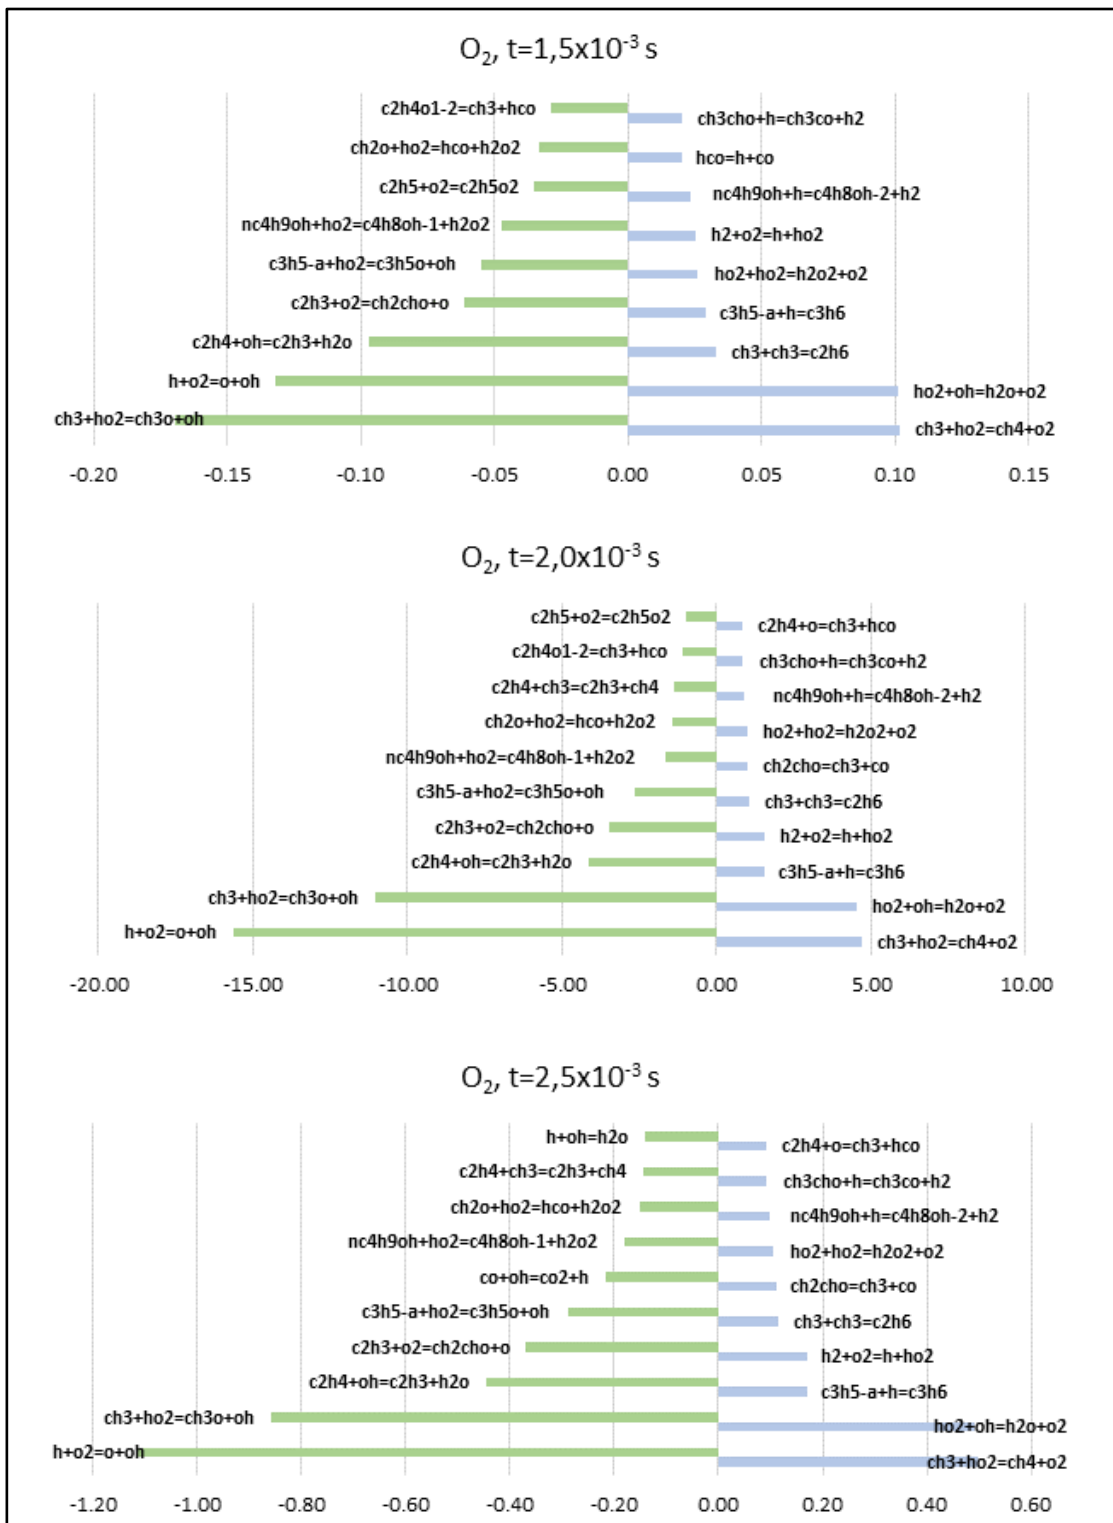 O₂, t=1,5x10⁻³ s
c2h4o1-2=ch3+hco
ch3cho+h=ch3co+h2
ch2o+ho2=hco+h2o2
hco=h+co
c2h5+o2=c2h5o2
nc4h9oh+h=c4h8oh-2+h2
nc4h9oh+ho2=c4h8oh-1+h2o2
h2+o2=h+ho2
c3h5-a+ho2=c3h5o+oh
ho2+ho2=h2o2+o2
c2h3+o2=ch2cho+o
c3h5-a+h=c3h6
c2h4+oh=c2h3+h2o
ch3+ch3=c2h6
h+o2=o+oh
ho2+oh=h2o+o2
ch3+ho2=ch3o+oh
ch3+ho2=ch4+o2
-0.20 -0.15 -0.10 -0.05 0.00 0.05 0.10 0.15
O₂, t=2,0x10⁻³ s
c2h5+o2=c2h5o2
c2h4+o=ch3+hco
c2h4o1-2=ch3+hco
ch3cho+h=ch3co+h2
c2h4+ch3=c2h3+ch4
nc4h9oh+h=c4h8oh-2+h2
ch2o+ho2=hco+h2o2
ho2+ho2=h2o2+o2
nc4h9oh+ho2=c4h8oh-1+h2o2
ch2cho=ch3+co
c3h5-a+ho2=c3h5o+oh
ch3+ch3=c2h6
c2h3+o2=ch2cho+o
h2+o2=h+ho2
c2h4+oh=c2h3+h2o
c3h5-a+h=c3h6
ch3+ho2=ch3o+oh
ho2+oh=h2o+o2
h+o2=o+oh
ch3+ho2=ch4+o2
-20.00 -15.00 -10.00 -5.00 0.00 5.00 10.00
O₂, t=2,5x10⁻³ s
h+oh=h2o
c2h4+o=ch3+hco
c2h4+ch3=c2h3+ch4
ch3cho+h=ch3co+h2
ch2o+ho2=hco+h2o2
nc4h9oh+h=c4h8oh-2+h2
nc4h9oh+ho2=c4h8oh-1+h2o2
ho2+ho2=h2o2+o2
co+oh=co2+h
ch2cho=ch3+co
c3h5-a+ho2=c3h5o+oh
ch3+ch3=c2h6
c2h3+o2=ch2cho+o
h2+o2=h+ho2
c2h4+oh=c2h3+h2o
c3h5-a+h=c3h6
ch3+ho2=ch3o+oh
ho2+oh=h2o+o2
h+o2=o+oh
ch3+ho2=ch4+o2
-1.20 -1.00 -0.80 -0.60 -0.40 -0.20 0.00 0.20 0.40 0.60